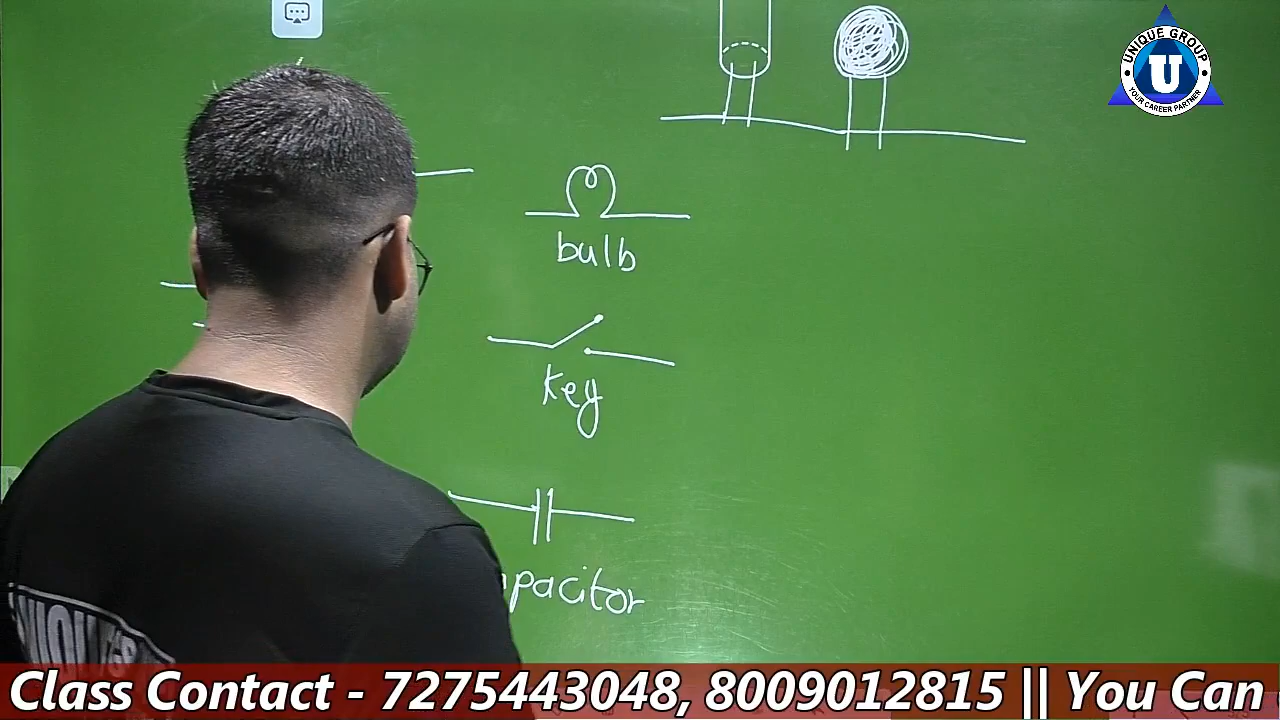 UNIQUE GROUP
U
YOUR CAREER PARTNER
bulb
key
pacitor
Class Contact - 7275443048, 8009012815 || You Can